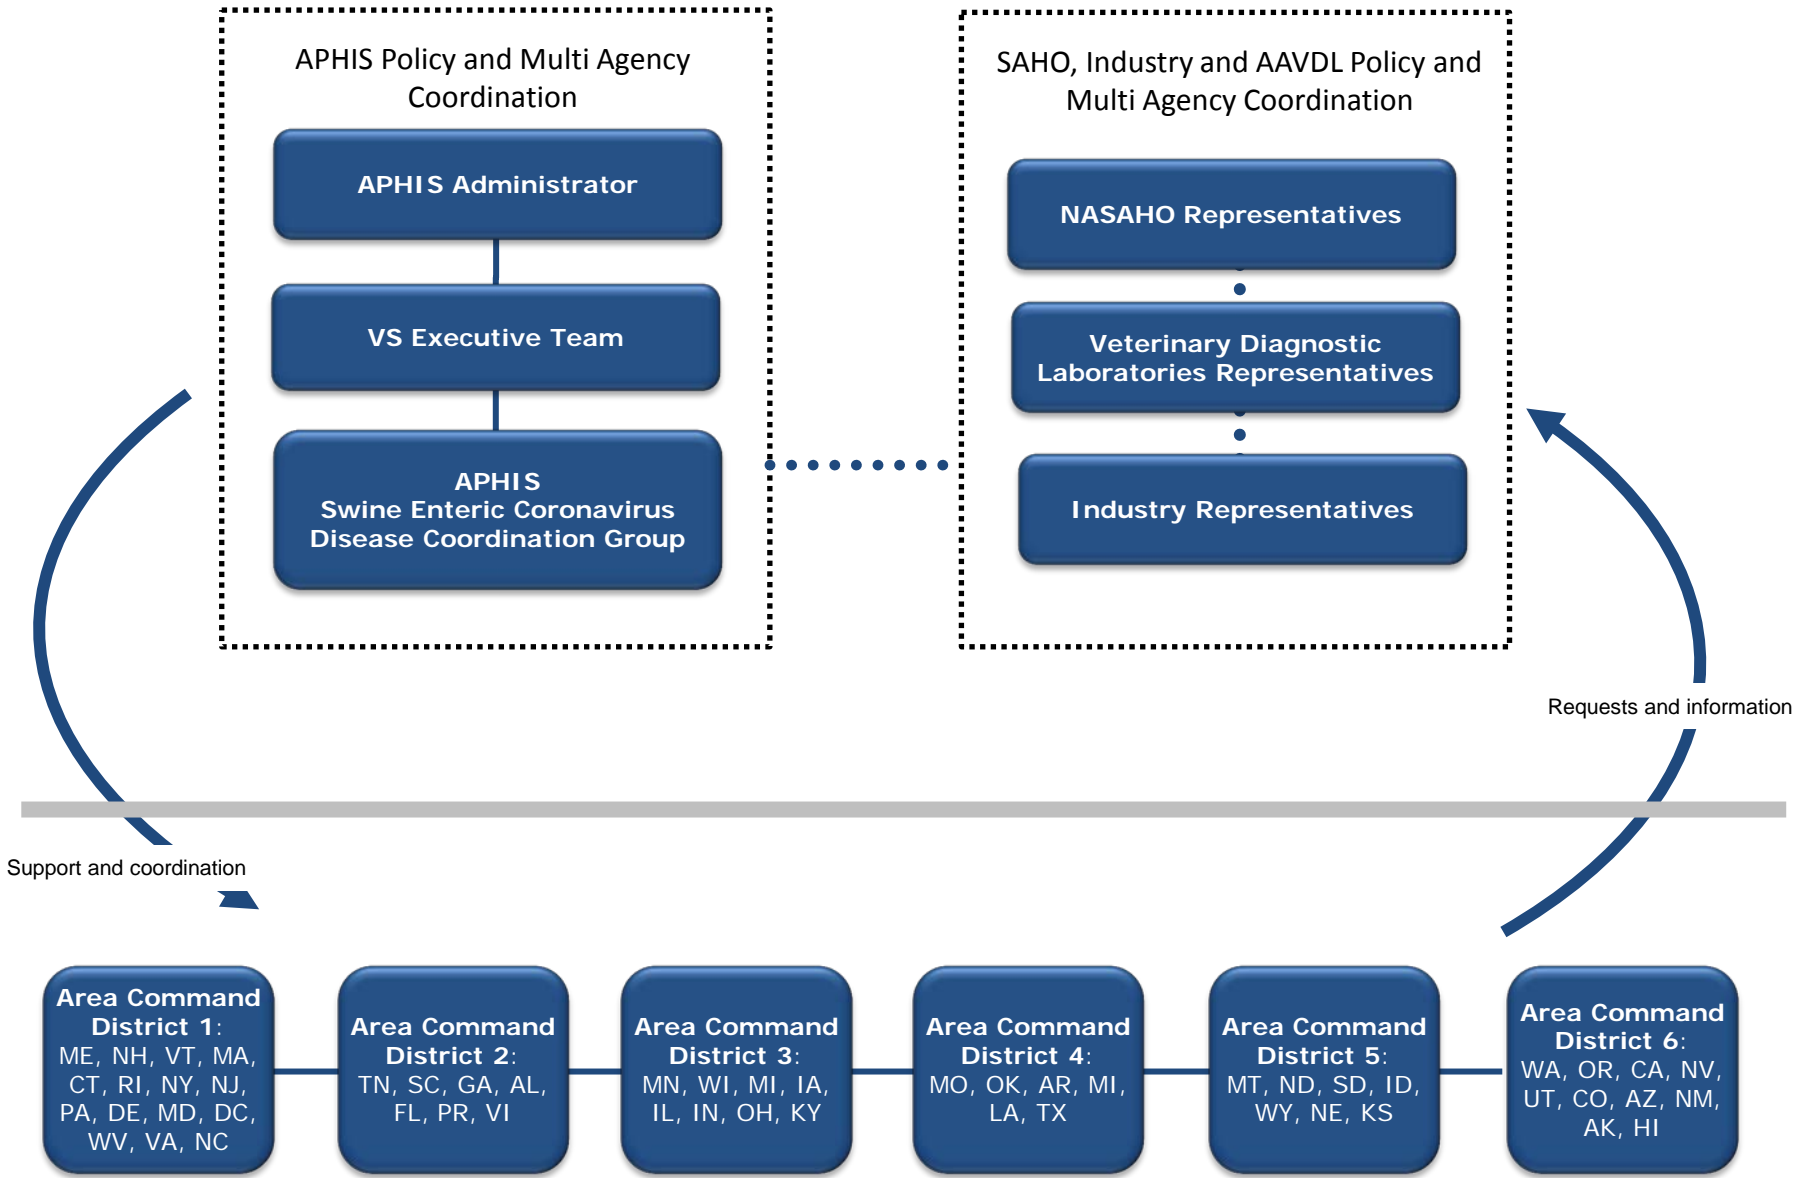 APHIS Policy and Multi Agency
Coordination
APHIS Administrator
VS Executive Team
APHIS
Swine Enteric Coronavirus
Disease Coordination Group
SAHO, Industry and AAVDL Policy and
Multi Agency Coordination
NASAHO Representatives
Veterinary Diagnostic
Laboratories Representatives
Industry Representatives
Requests and information
Support and coordination
Area Command
District 1:
ME, NH, VT, MA,
CT, RI, NY, NJ,
PA, DE, MD, DC,
WV, VA, NC
Area Command
District 2:
TN, SC, GA, AL,
FL, PR, VI
Area Command
District 3:
MN, WI, MI, IA,
IL, IN, OH, KY
Area Command
District 4:
MO, OK, AR, MI,
LA, TX
Area Command
District 5:
MT, ND, SD, ID,
WY, NE, KS
Area Command
District 6:
WA, OR, CA, NV,
UT, CO, AZ, NM,
AK, HI